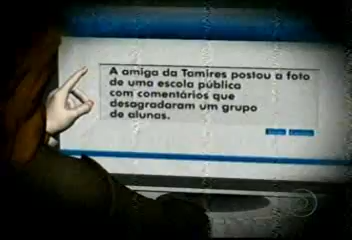 A amiga da Tamires postou a foto
de uma escola pública
com comentários que
desagradaram um grupo
de alunas.